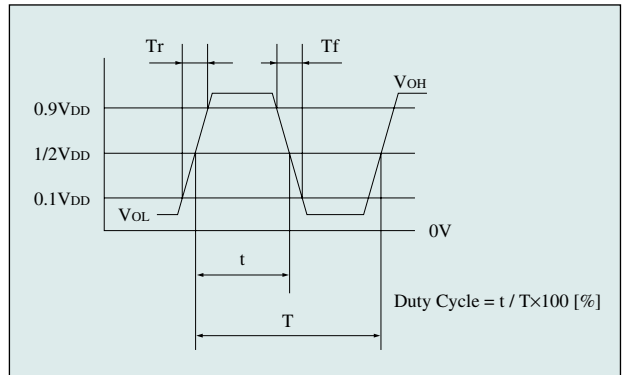 Tr Tf
VOH
0.9VDD
1/2VDD
0.1VDD
VOL
0V
t
Duty Cycle = t / T×100 [%]
T